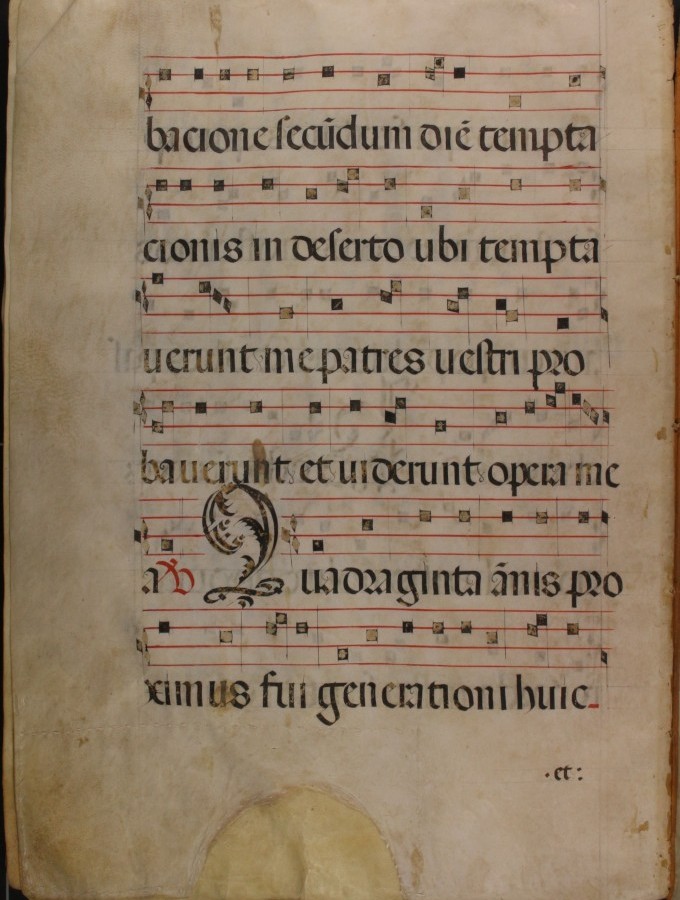 bacione secūdum diē tempta
cionis in deserto ubi tempta
uerunt me patres uestri pro
bauerunt et uiderunt opera me
a Quadraginta ānis pro
ximus fui generationi huic
·et: